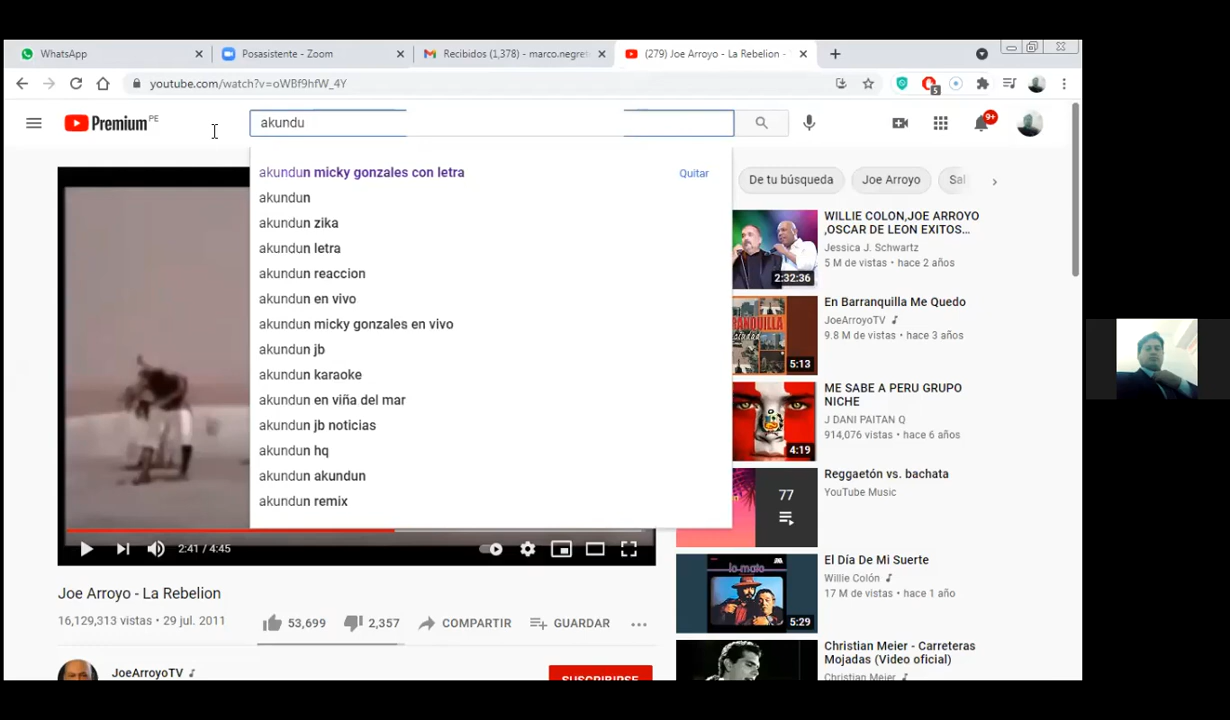 WhatsApp
Posasistente - Zoom
Recibidos (1,378) - marco.negret
(279) Joe Arroyo - La Rebelion -
youtube.com/watch?v=oWBf9hfW_4Y
5
Premium PE
akundu
9+
akundun micky gonzales con letra
Quitar
akundun
akundun zika
akundun letra
akundun reaccion
akundun en vivo
akundun micky gonzales en vivo
akundun jb
akundun karaoke
akundun en viña del mar
akundun jb noticias
akundun hq
akundun akundun
akundun remix
2:41 / 4:45
Joe Arroyo - La Rebelion
16,129,313 vistas • 29 jul. 2011
53,699
2,357
COMPARTIR
GUARDAR
JoeArroyoTV
SUSCRIBIRSE
De tu búsqueda
Joe Arroyo
Sal
WILLIE COLON,JOE ARROYO
,OSCAR DE LEON EXITOS...
Jessica J. Schwartz
5 M de vistas • hace 2 años
2:32:36
En Barranquilla Me Quedo
JoeArroyoTV
9.8 M de vistas • hace 3 años
5:13
ME SABE A PERU GRUPO
NICHE
J DANI PAITAN Q
914,076 vistas • hace 6 años
4:19
Reggaetón vs. bachata
YouTube Music
77
El Día De Mi Suerte
Willie Colón
17 M de vistas • hace 1 año
lo mato
5:29
Christian Meier - Carreteras
Mojadas (Video oficial)
Christian Meier